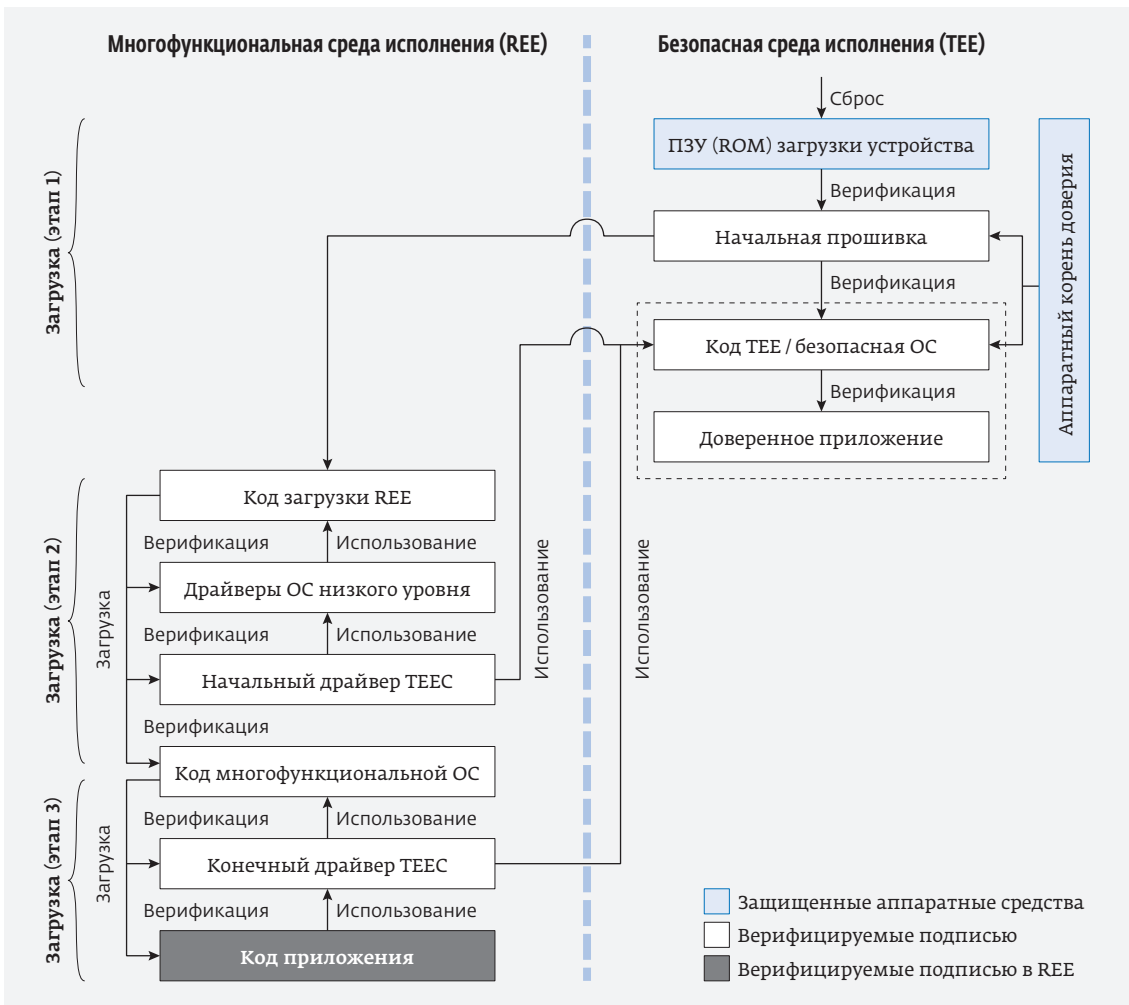 Многофункциональная среда исполнения (REE)
Безопасная среда исполнения (TEE)
Сброс
ПЗУ (ROM) загрузки устройства
Верификация
Начальная прошивка
Верификация
Код TEE / безопасная ОС
Верификация
Доверенное приложение
Аппаратный корень доверия
Загрузка (этап 1)
Загрузка (этап 2)
Загрузка
Код загрузки REE
Верификация
Использование
Драйверы ОС низкого уровня
Верификация
Использование
Начальный драйвер TEEC
Верификация
Использование
Использование
Код многофункциональной ОС
Загрузка (этап 3)
Загрузка
Верификация
Использование
Конечный драйвер TEEC
Верификация
Использование
Код приложения
Защищенные аппаратные средства
Верифицируемые подписью
Верифицируемые подписью в REE